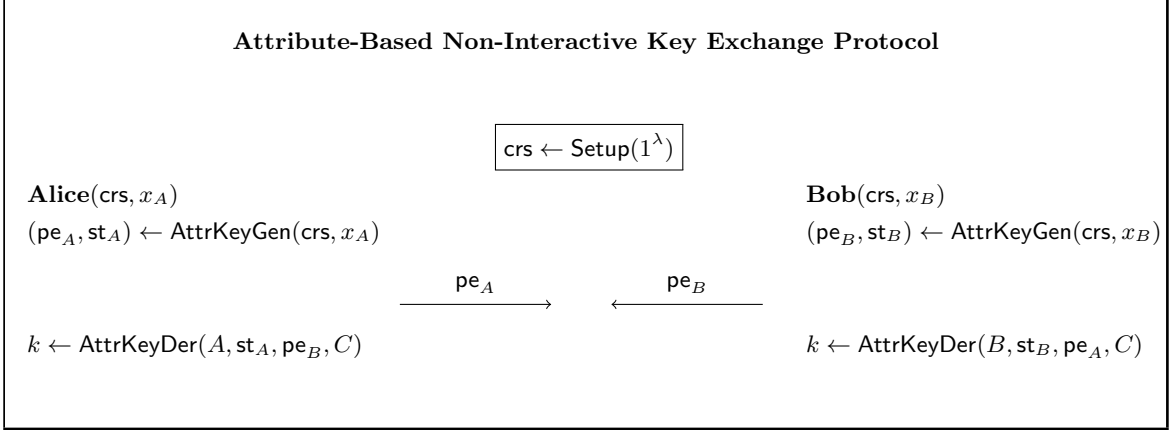 Attribute-Based Non-Interactive Key Exchange Protocol
crs ← Setup(1^λ)
Alice(crs, x_A)
Bob(crs, x_B)
(pe_A, st_A) ← AttrKeyGen(crs, x_A)
(pe_B, st_B) ← AttrKeyGen(crs, x_B)
pe_A
pe_B
k ← AttrKeyDer(A, st_A, pe_B, C)
k ← AttrKeyDer(B, st_B, pe_A, C)